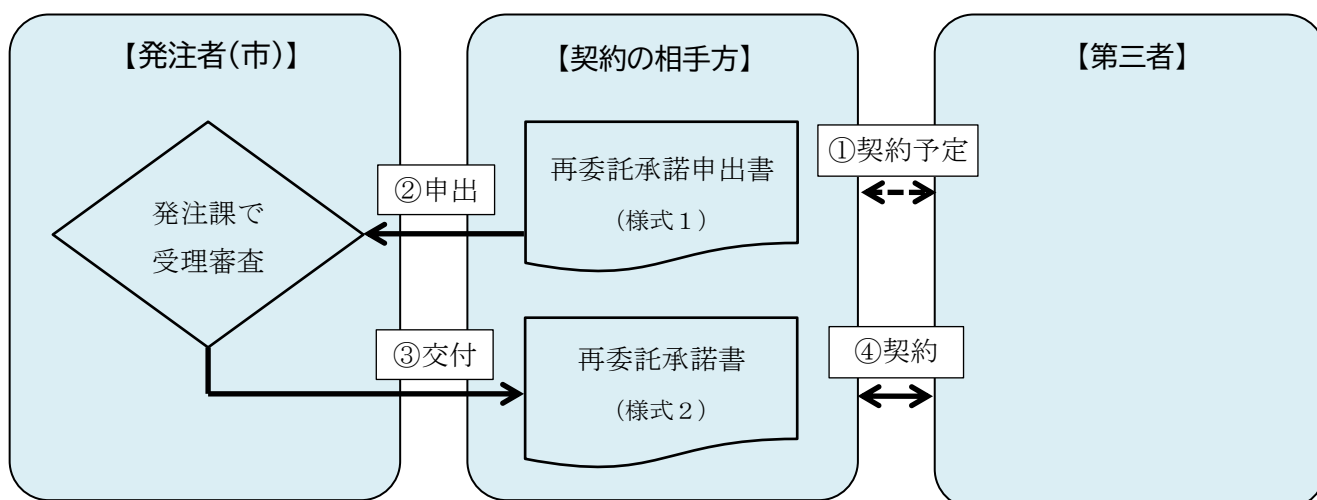 【発注者(市)】
【契約の相手方】
【第三者】
①契約予定
再委託承諾申出書
(様式１)
②申出
発注課で
受理審査
③交付
再委託承諾書
(様式２)
④契約